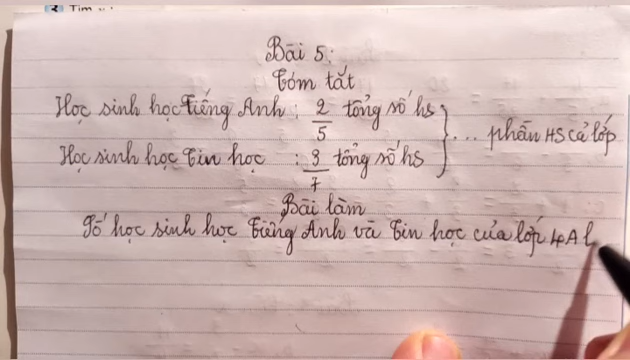 Tìm
Bài 5:
Tóm tắt
Học sinh học Tiếng Anh : 2/5 tổng số hs
... phần HS cả lớp
Học sinh học Tin học : 3/7 tổng số hs
Bài làm
Số học sinh học Tiếng Anh và Tin học của lớp 4A l